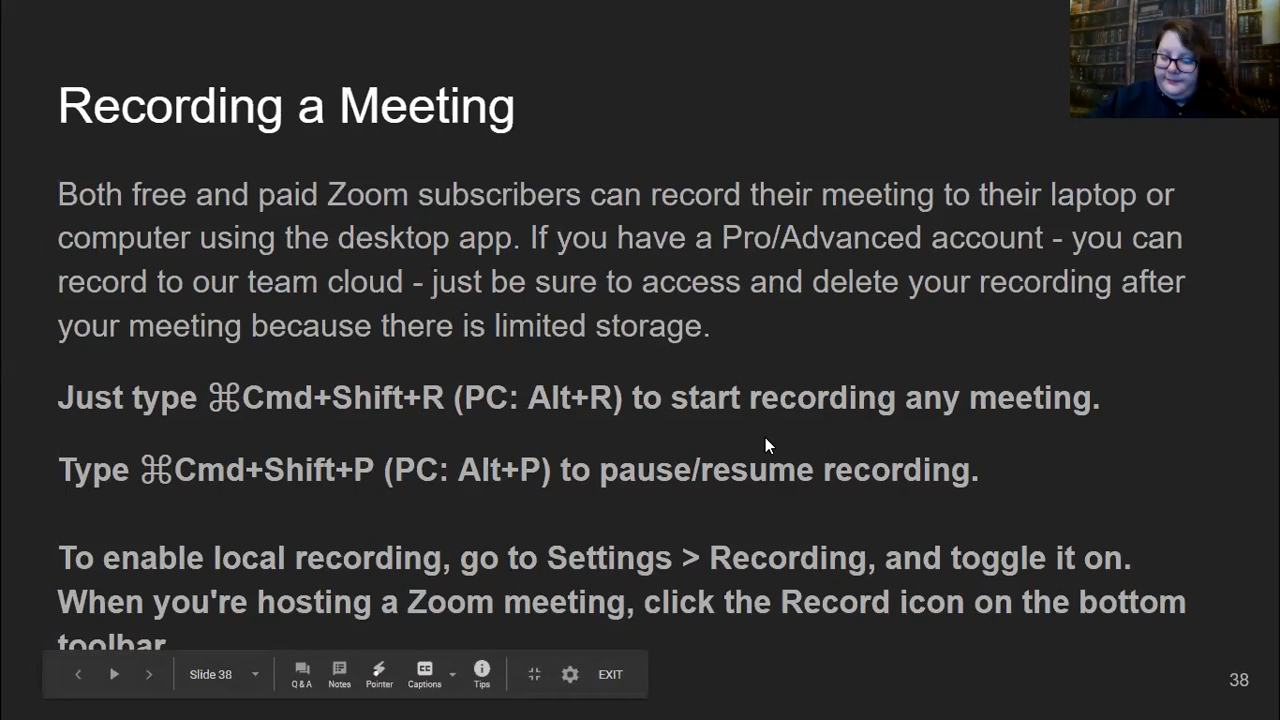 Recording a Meeting
Both free and paid Zoom subscribers can record their meeting to their laptop or
computer using the desktop app. If you have a Pro/Advanced account - you can
record to our team cloud - just be sure to access and delete your recording after
your meeting because there is limited storage.
Just type ⌘Cmd+Shift+R (PC: Alt+R) to start recording any meeting.
Type ⌘Cmd+Shift+P (PC: Alt+P) to pause/resume recording.
To enable local recording, go to Settings > Recording, and toggle it on.
When you're hosting a Zoom meeting, click the Record icon on the bottom
toolbar
Slide 38
Q & A
Notes
Pointer
Captions
Tips
EXIT
38